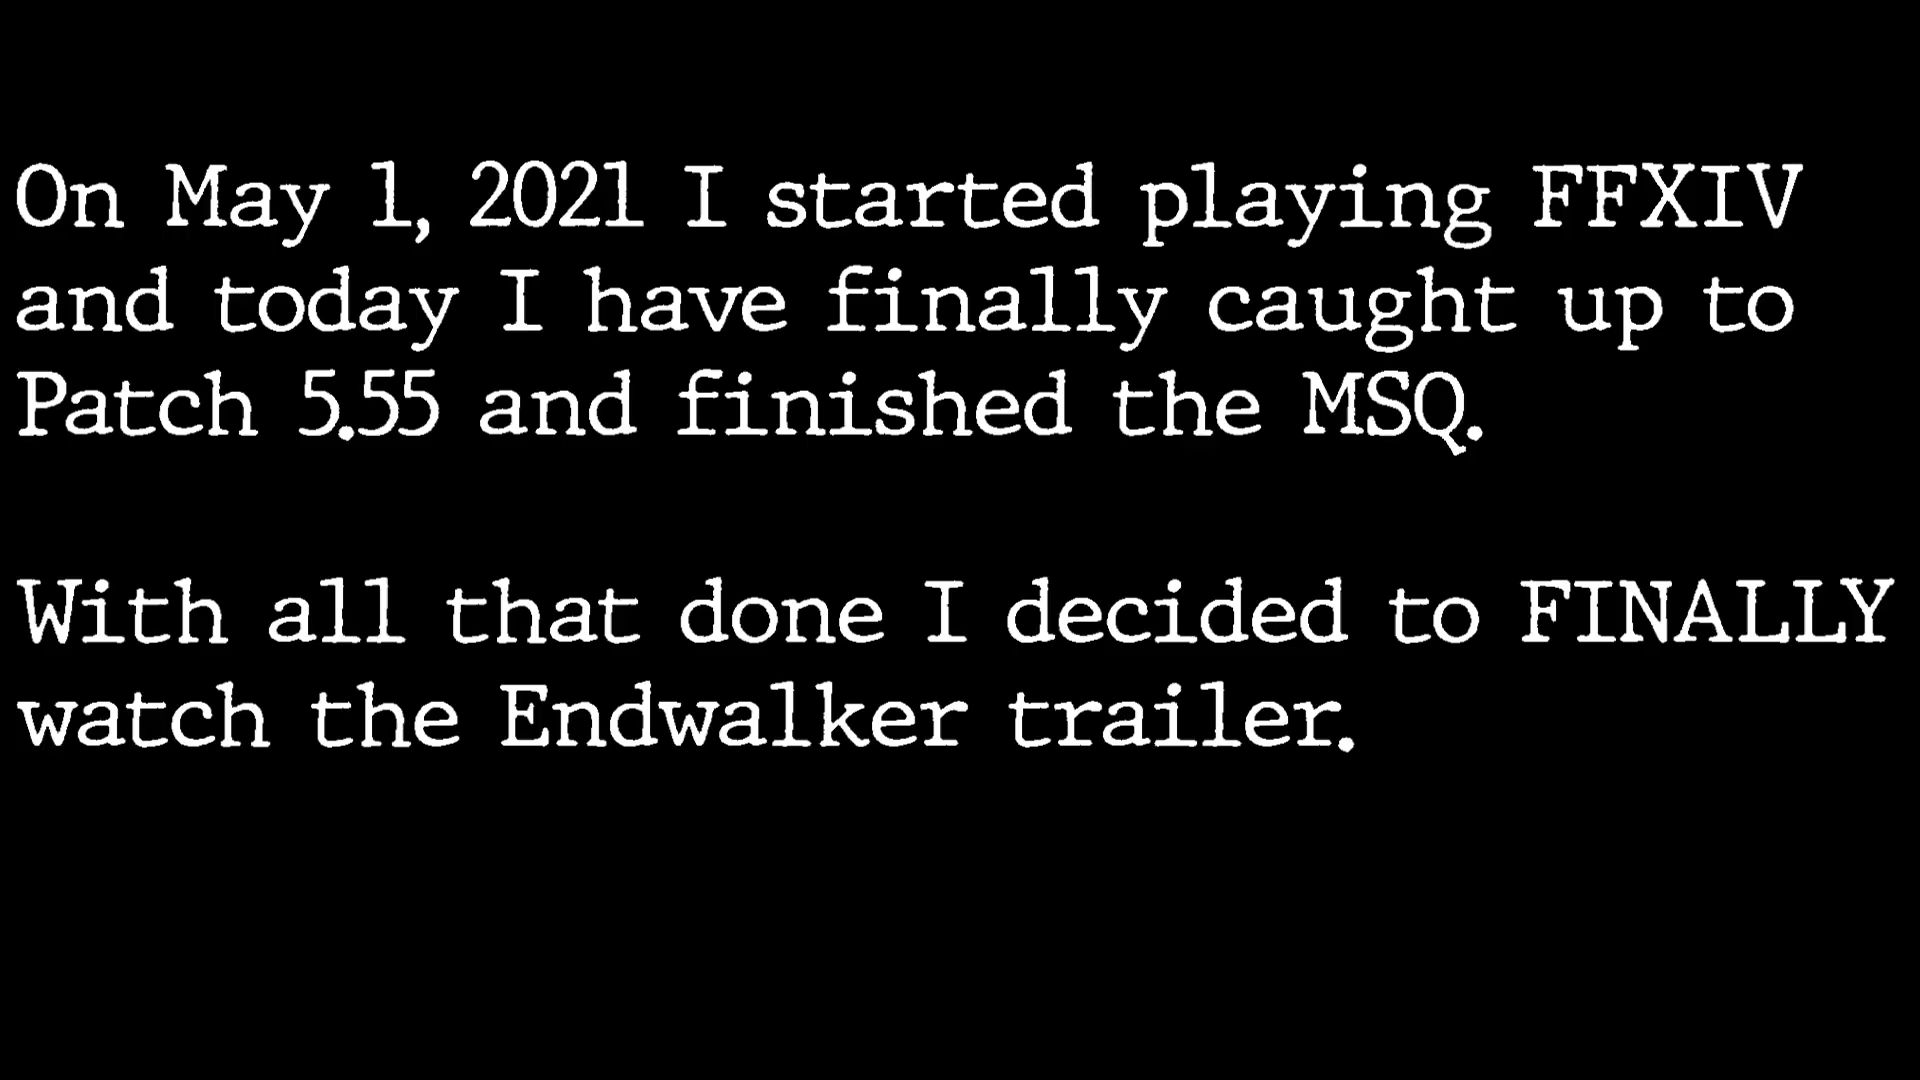 On May 1, 2021 I started playing FFXIV
and today I have finally caught up to
Patch 5.55 and finished the MSQ.
With all that done I decided to FINALLY
watch the Endwalker trailer.